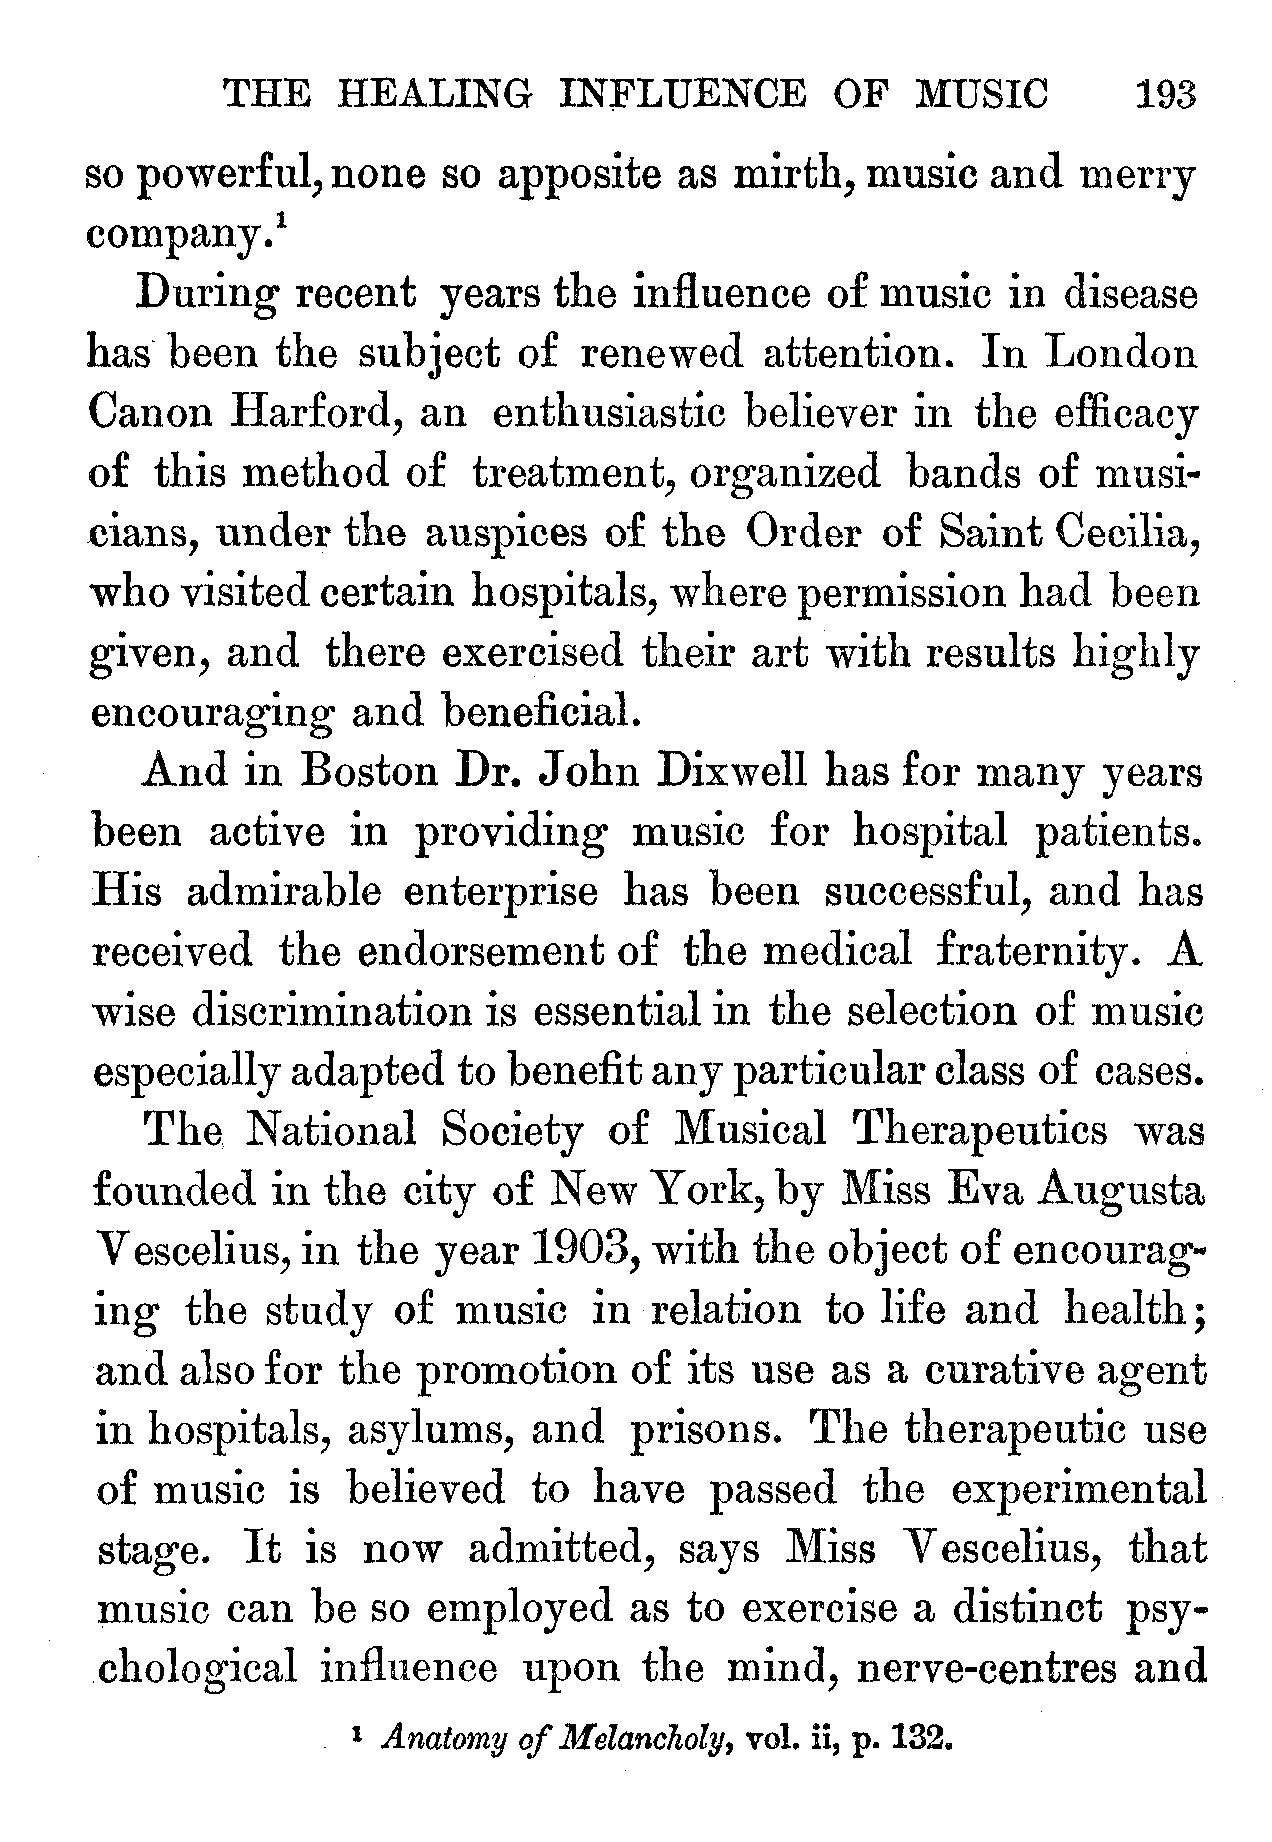 THE HEALING INFLUENCE OF MUSIC 193
so powerful, none so apposite as mirth, music and merry
company.¹
During recent years the influence of music in disease
has been the subject of renewed attention. In London
Canon Harford, an enthusiastic believer in the efficacy
of this method of treatment, organized bands of musi-
cians, under the auspices of the Order of Saint Cecilia,
who visited certain hospitals, where permission had been
given, and there exercised their art with results highly
encouraging and beneficial.
And in Boston Dr. John Dixwell has for many years
been active in providing music for hospital patients.
His admirable enterprise has been successful, and has
received the endorsement of the medical fraternity. A
wise discrimination is essential in the selection of music
especially adapted to benefit any particular class of cases.
The National Society of Musical Therapeutics was
founded in the city of New York, by Miss Eva Augusta
Vescelius, in the year 1903, with the object of encourag-
ing the study of music in relation to life and health;
and also for the promotion of its use as a curative agent
in hospitals, asylums, and prisons. The therapeutic use
of music is believed to have passed the experimental
stage. It is now admitted, says Miss Vescelius, that
music can be so employed as to exercise a distinct psy-
chological influence upon the mind, nerve-centres and
¹ Anatomy of Melancholy, vol. ii, p. 132.